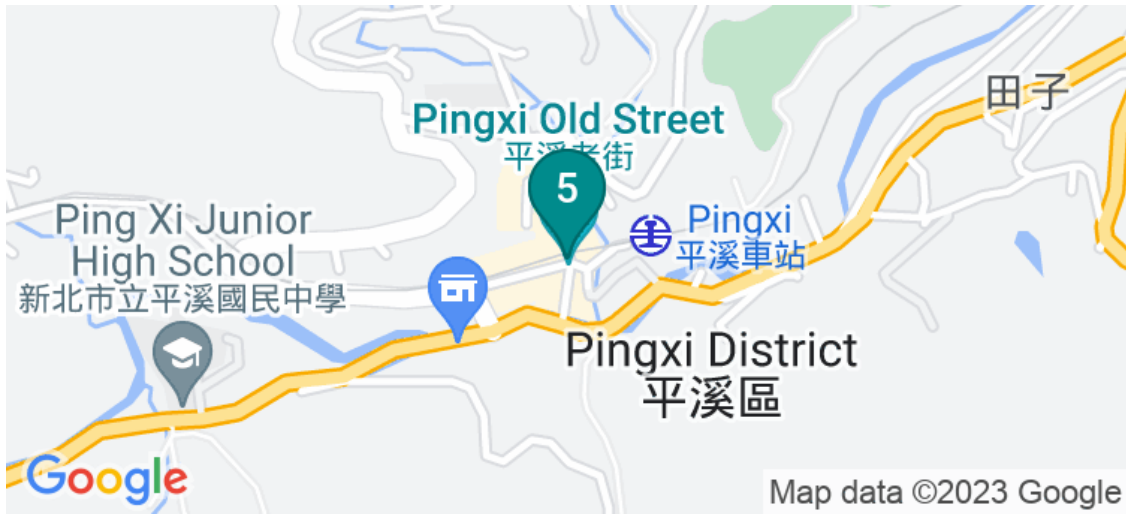 田子
Pingxi Old Street
平溪老街
5
Ping Xi Junior
High School
新北市立平溪國民中學
Pingxi
平溪車站
Pingxi District
平溪區
Google
Map data ©2023 Google